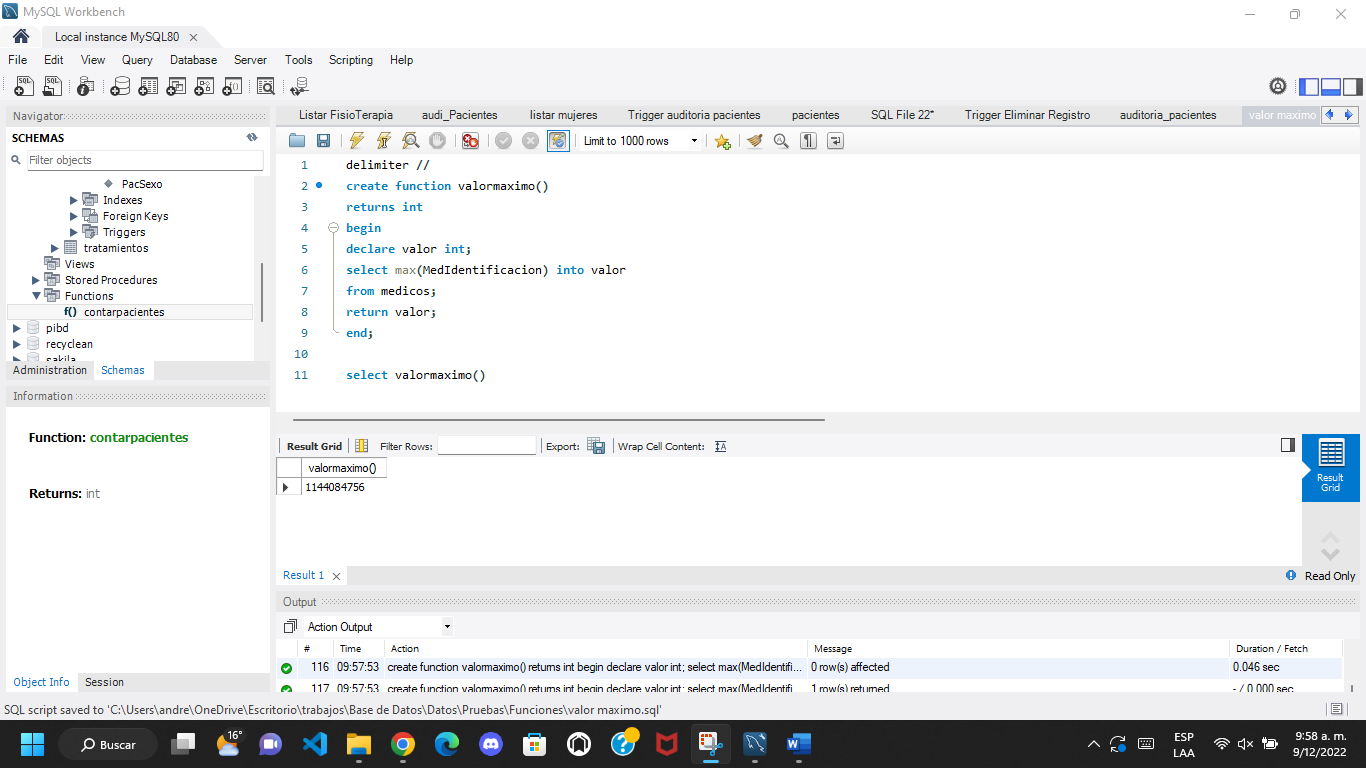 MySQL Workbench
Local instance MySQL80
File Edit View Query Database Server Tools Scripting Help
Navigator
SCHEMAS
Filter objects
PacSexo
Indexes
Foreign Keys
Triggers
tratamientos
Views
Stored Procedures
Functions
f() contarpacientes
pibd
recyclean
sakila
Administration Schemas
Information
Function: contarpacientes
Returns: int
Object Info Session
Listar FisioTerapia audi_Pacientes listar mujeres Trigger auditoria pacientes pacientes SQL File 22* Trigger Eliminar Registro auditoria_pacientes valor maximo
Limit to 1000 rows
1 delimiter //
2 create function valormaximo()
3 returns int
4 begin
5 declare valor int;
6 select max(MedIdentificacion) into valor
7 from medicos;
8 return valor;
9 end;
10
11 select valormaximo()
Result Grid Filter Rows: Export: Wrap Cell Content:
valormaximo()
1144084756
Result Grid
Result 1
Read Only
Output
Action Output
# Time Action Message Duration / Fetch
116 09:57:53 create function valormaximo() returns int begin declare valor int; select max(MedIdentifi... 0 row(s) affected 0.046 sec
117 09:57:53 create function valormaximo() returns int begin declare valor int; select max(MedIdentifi... 1 row(s) returned - / 0.000 sec
SQL script saved to 'C:\Users\andre\OneDrive\Escritorio\trabajos\Base de Datos\Datos\Pruebas\Funciones\valor maximo.sql'
Buscar
16°
ESP
LAA
9:58 a. m.
9/12/2022